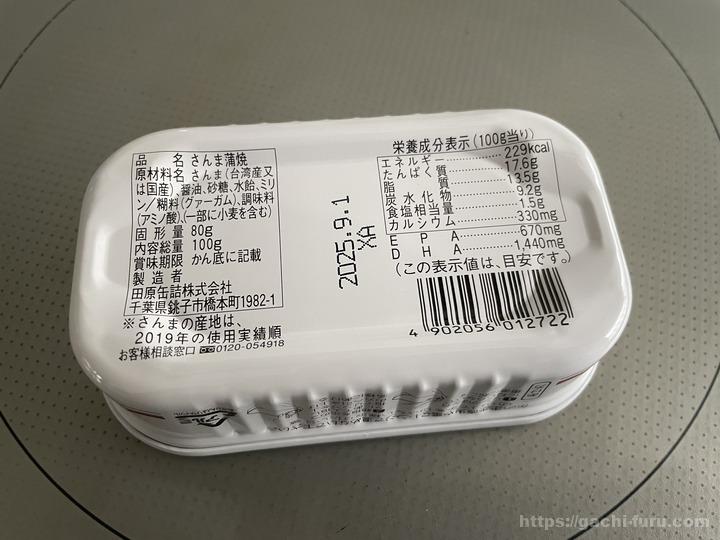 品 名 さんま蒲焼
原材料名 さんま(台湾産又
は国産)、醤油、砂糖、水飴、ミリ
ン/糊料(グァーガム)、調味料
(アミノ酸)、(一部に小麦を含む)
固形量 80g
内容総量 100g
賞味期限 かん底に記載
製造者
田原缶詰株式会社
千葉県銚子市橋本町1982-1
※さんまの産地は、
2019年の使用実績順
お客様相談窓口 0120-054918
2025.9.1
XA
栄養成分表示(100g当り)
エネルギー 229kcal
たんぱく質 17.6g
脂質 13.5g
炭水化物 9.2g
食塩相当量 1.5g
カルシウム 330mg
EPA 670mg
DHA 1,440mg
(この表示値は、目安です。)
4 902056 012722
https://gachi-furu.com